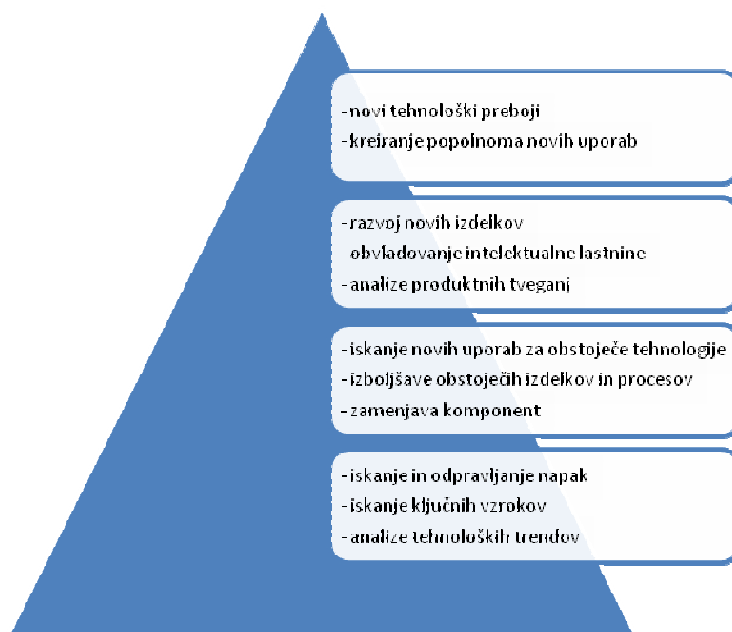 -novi tehnološki preboji
-kreiranje popolnoma novih uporab
-razvoj novih izdelkov
obvladovanje intelektualne lastnine
-analize produktnih tveganj
-iskanje novih uporab za obstoječe tehnologije
-izboljšave obstoječih izdelkov in procesov
-zamenjava komponent
-iskanje in odpravljanje napak
-iskanje ključnih vzrokov
-analize tehnoloških trendov